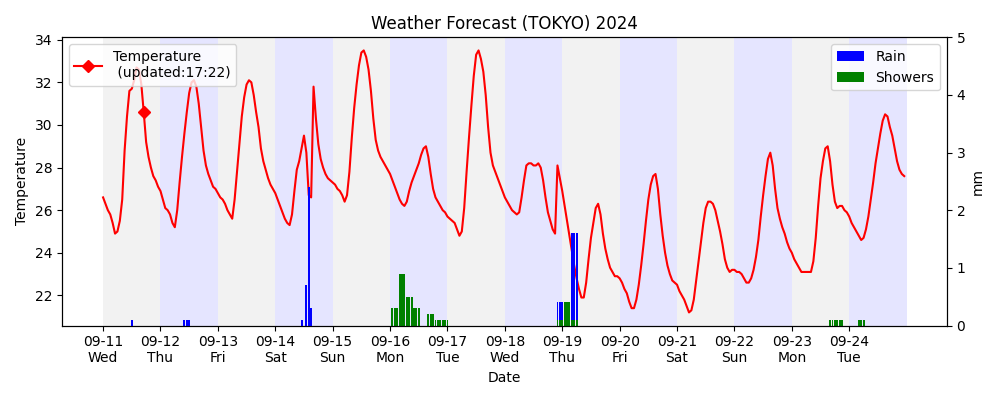 Weather Forecast (TOKYO) 2024
Temperature
(updated:17:22)
Rain
Showers
Temperature
34
32
30
28
26
24
22
5
4
3
2
1
0
mm
09-11 09-12 09-13 09-14 09-15 09-16 09-17 09-18 09-19 09-20 09-21 09-22 09-23 09-24
Wed Thu Fri Sat Sun Mon Tue Wed Thu Fri Sat Sun Mon Tue
Date